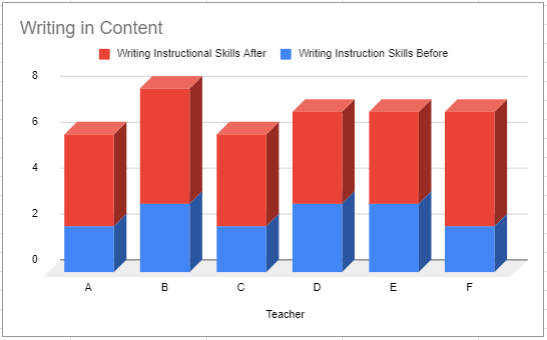 Writing in Content
Writing Instructional Skills After Writing Instruction Skills Before
8
6
4
2
0
A B C D E F
Teacher